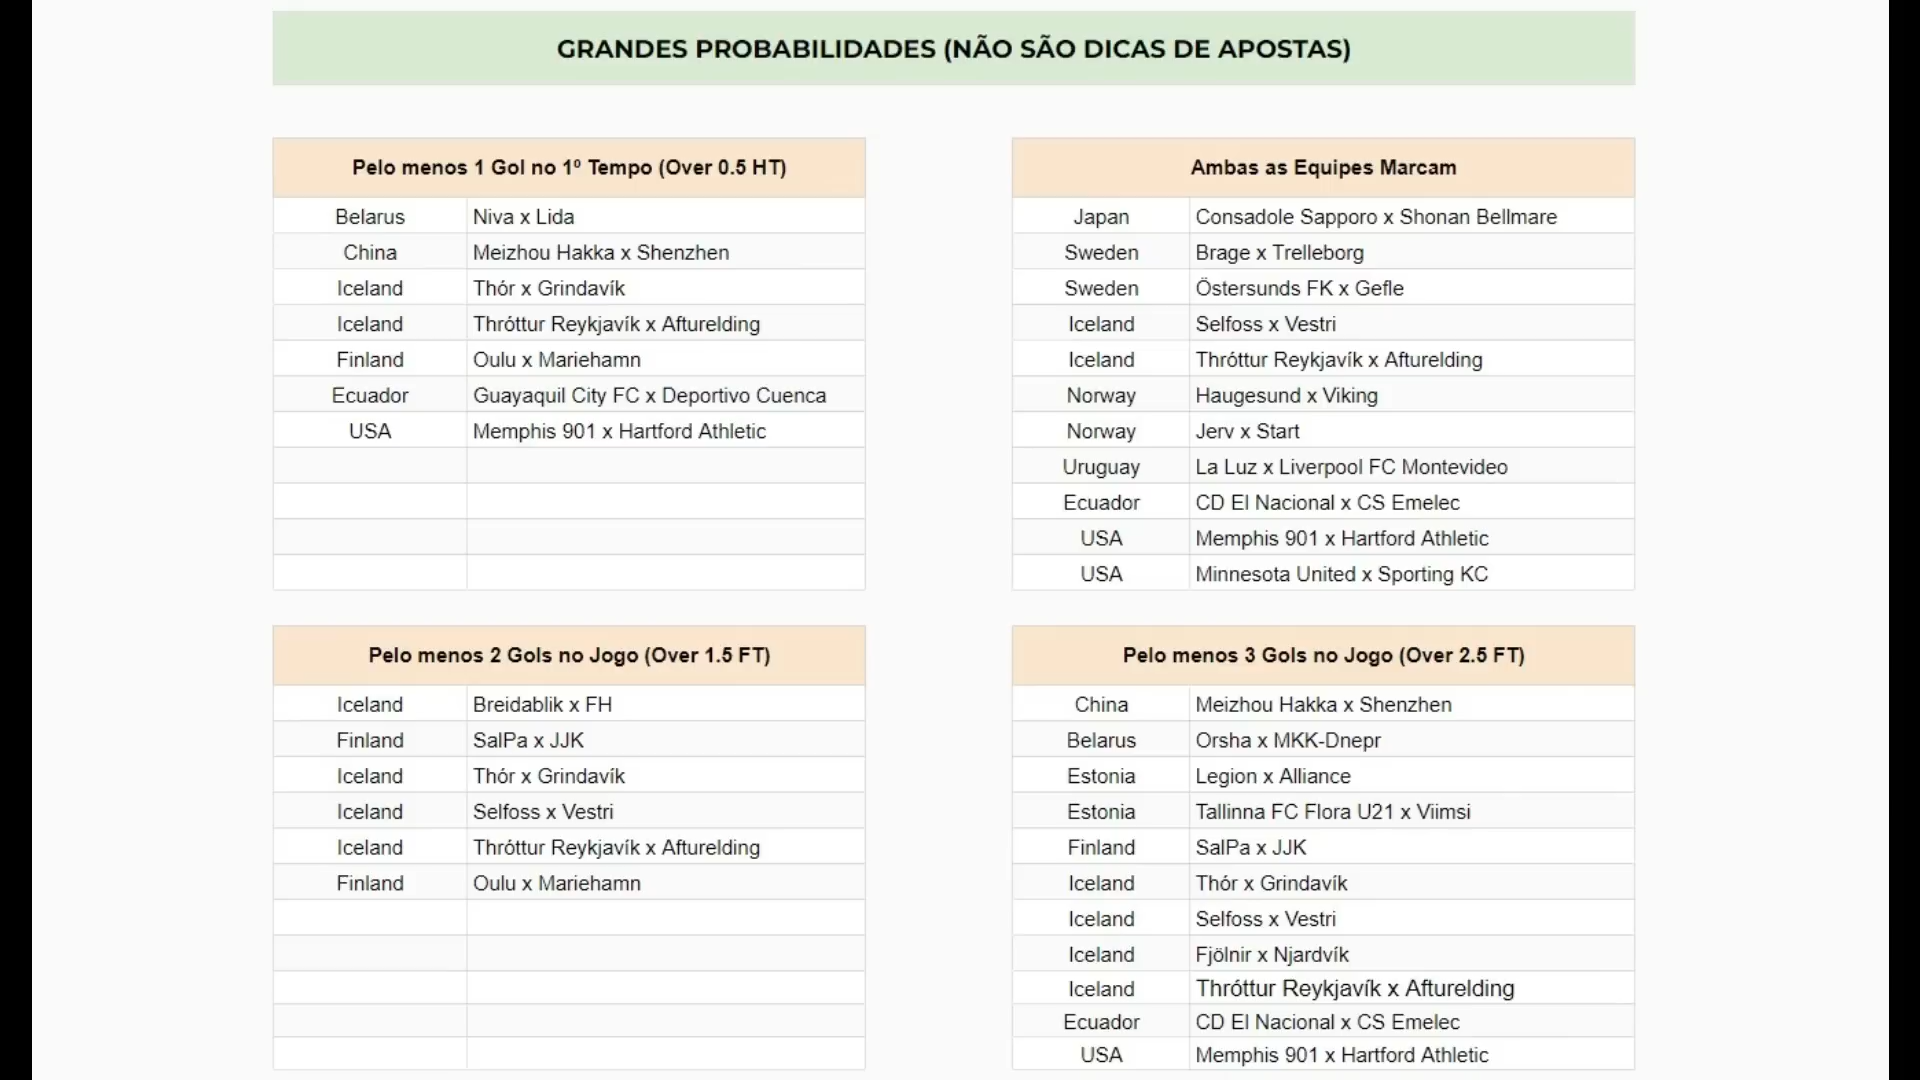 GRANDES PROBABILIDADES (NÃO SÃO DICAS DE APOSTAS)
Pelo menos 1 Gol no 1º Tempo (Over 0.5 HT)
Belarus Niva x Lida
China Meizhou Hakka x Shenzhen
Iceland Thór x Grindavík
Iceland Thróttur Reykjavík x Afturelding
Finland Oulu x Mariehamn
Ecuador Guayaquil City FC x Deportivo Cuenca
USA Memphis 901 x Hartford Athletic
Ambas as Equipes Marcam
Japan Consadole Sapporo x Shonan Bellmare
Sweden Brage x Trelleborg
Sweden Östersunds FK x Gefle
Iceland Selfoss x Vestri
Iceland Thróttur Reykjavík x Afturelding
Norway Haugesund x Viking
Norway Jerv x Start
Uruguay La Luz x Liverpool FC Montevideo
Ecuador CD El Nacional x CS Emelec
USA Memphis 901 x Hartford Athletic
USA Minnesota United x Sporting KC
Pelo menos 2 Gols no Jogo (Over 1.5 FT)
Iceland Breidablik x FH
Finland SalPa x JJK
Iceland Thór x Grindavík
Iceland Selfoss x Vestri
Iceland Thróttur Reykjavík x Afturelding
Finland Oulu x Mariehamn
Pelo menos 3 Gols no Jogo (Over 2.5 FT)
China Meizhou Hakka x Shenzhen
Belarus Orsha x MKK-Dnepr
Estonia Legion x Alliance
Estonia Tallinna FC Flora U21 x Viimsi
Finland SalPa x JJK
Iceland Thór x Grindavík
Iceland Selfoss x Vestri
Iceland Fjölnir x Njardvík
Iceland Thróttur Reykjavík x Afturelding
Ecuador CD El Nacional x CS Emelec
USA Memphis 901 x Hartford Athletic